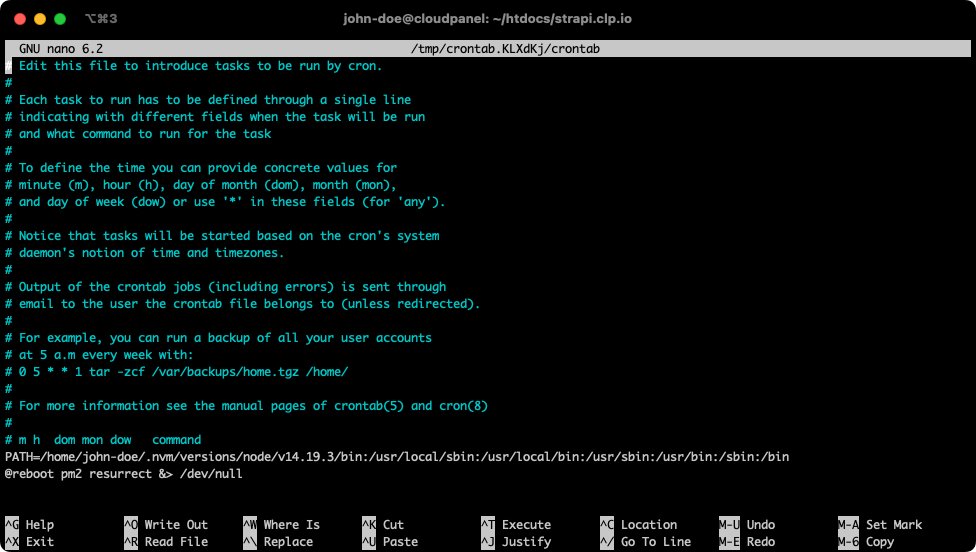 ⌥⌘3
john-doe@cloudpanel: ~/htdocs/strapi.clp.io
GNU nano 6.2 /tmp/crontab.KLXdKj/crontab
# Edit this file to introduce tasks to be run by cron.
#
# Each task to run has to be defined through a single line
# indicating with different fields when the task will be run
# and what command to run for the task
#
# To define the time you can provide concrete values for
# minute (m), hour (h), day of month (dom), month (mon),
# and day of week (dow) or use '*' in these fields (for 'any').
#
# Notice that tasks will be started based on the cron's system
# daemon's notion of time and timezones.
#
# Output of the crontab jobs (including errors) is sent through
# email to the user the crontab file belongs to (unless redirected).
#
# For example, you can run a backup of all your user accounts
# at 5 a.m every week with:
# 0 5 * * 1 tar -zcf /var/backups/home.tgz /home/
#
# For more information see the manual pages of crontab(5) and cron(8)
#
# m h  dom mon dow   command
PATH=/home/john-doe/.nvm/versions/node/v14.19.3/bin:/usr/local/sbin:/usr/local/bin:/usr/sbin:/usr/bin:/sbin:/bin
@reboot pm2 resurrect &> /dev/null
^G Help ^O Write Out ^W Where Is ^K Cut ^T Execute ^C Location M-U Undo M-A Set Mark
^X Exit ^R Read File ^\ Replace ^U Paste ^J Justify ^/ Go To Line M-E Redo M-6 Copy